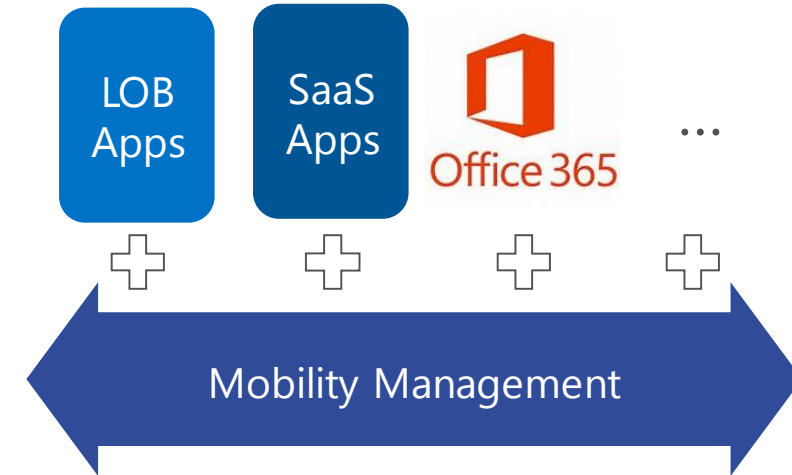 LOB
Apps
SaaS
Apps
Office 365
...
Mobility Management